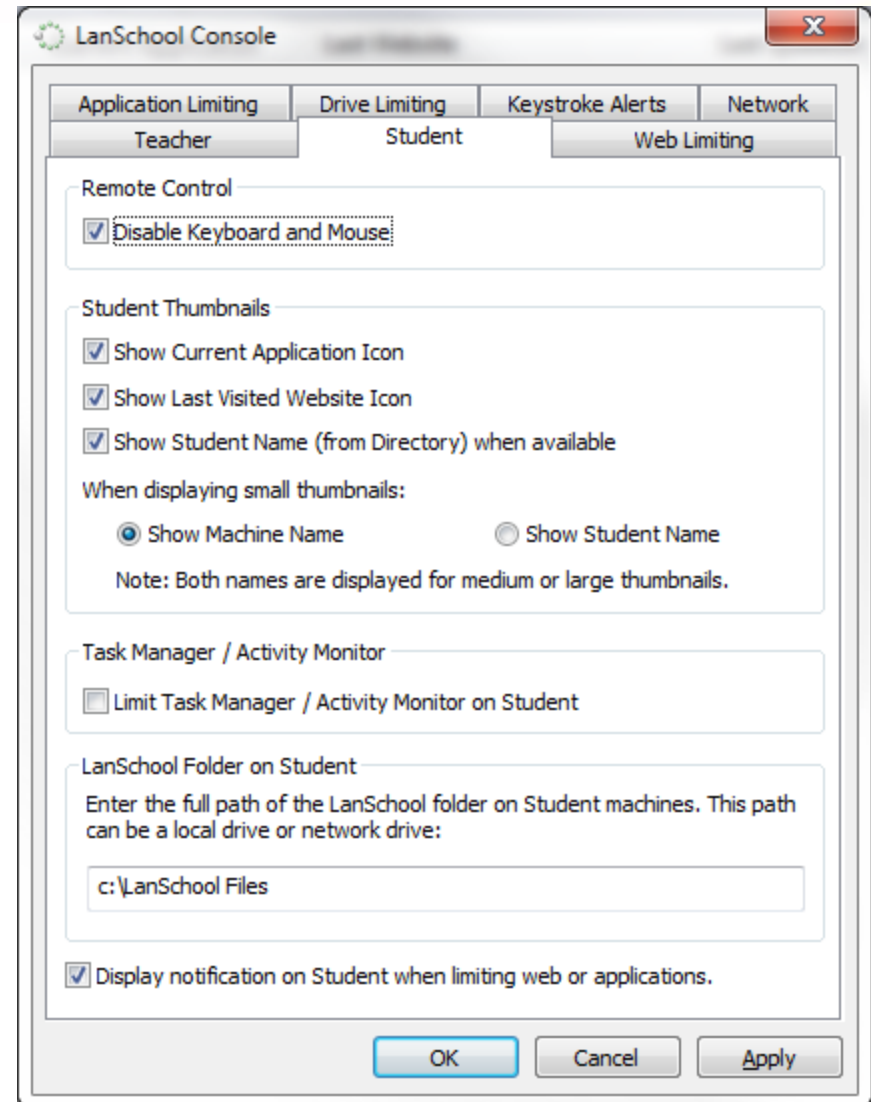 LanSchool Console
Application Limiting
Drive Limiting
Keystroke Alerts
Network
Teacher
Student
Web Limiting
Remote Control
Disable Keyboard and Mouse
Student Thumbnails
Show Current Application Icon
Show Last Visited Website Icon
Show Student Name (from Directory) when available
When displaying small thumbnails:
Show Machine Name
Show Student Name
Note: Both names are displayed for medium or large thumbnails.
Task Manager / Activity Monitor
Limit Task Manager / Activity Monitor on Student
LanSchool Folder on Student
Enter the full path of the LanSchool folder on Student machines. This path
can be a local drive or network drive:
c:\LanSchool Files
Display notification on Student when limiting web or applications.
OK
Cancel
Apply